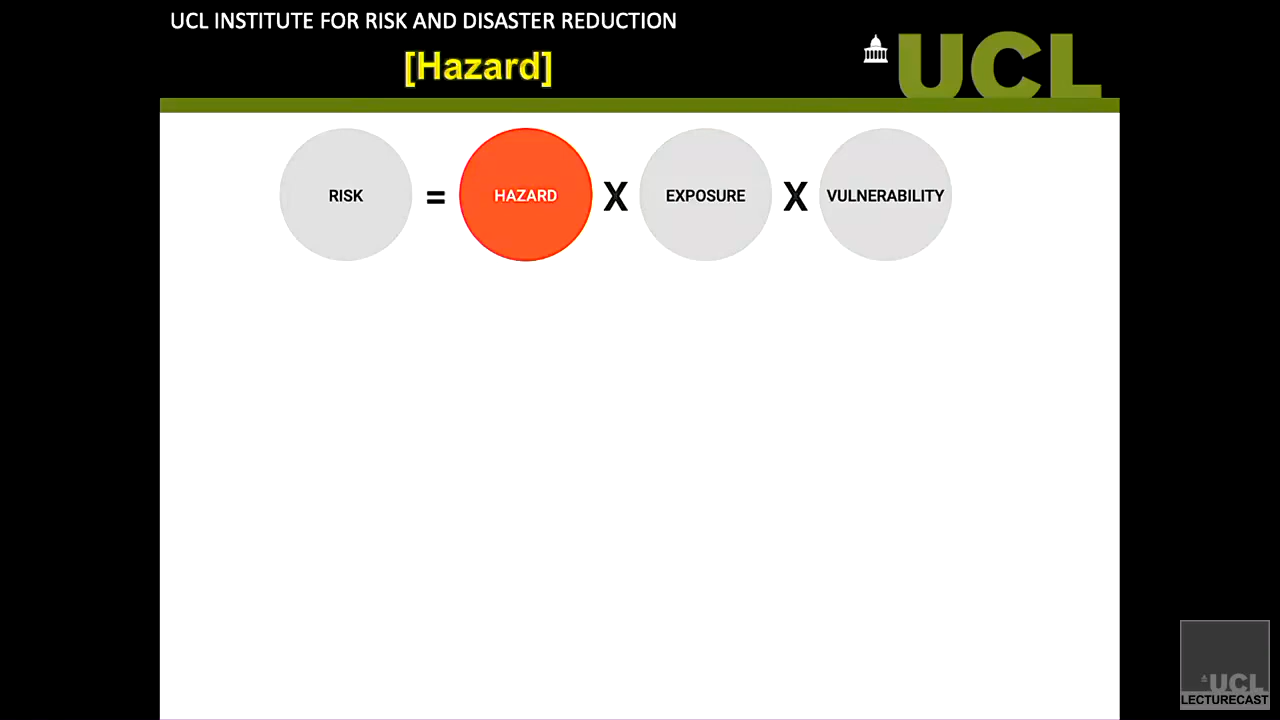 UCL INSTITUTE FOR RISK AND DISASTER REDUCTION
[Hazard]
UCL
RISK = HAZARD X EXPOSURE X VULNERABILITY
UCL
LECTURECAST